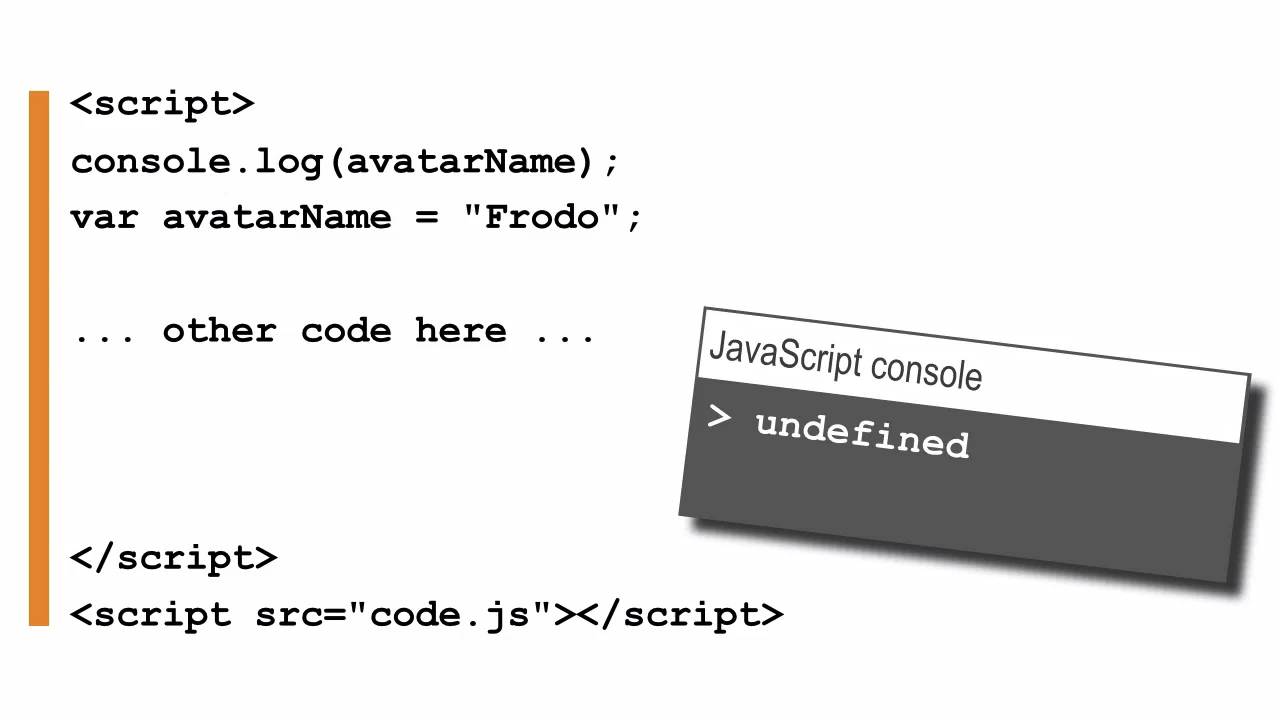 <script>
console.log(avatarName);
var avatarName = "Frodo";
... other code here ...
JavaScript console
> undefined
</script>
<script src="code.js"></script>